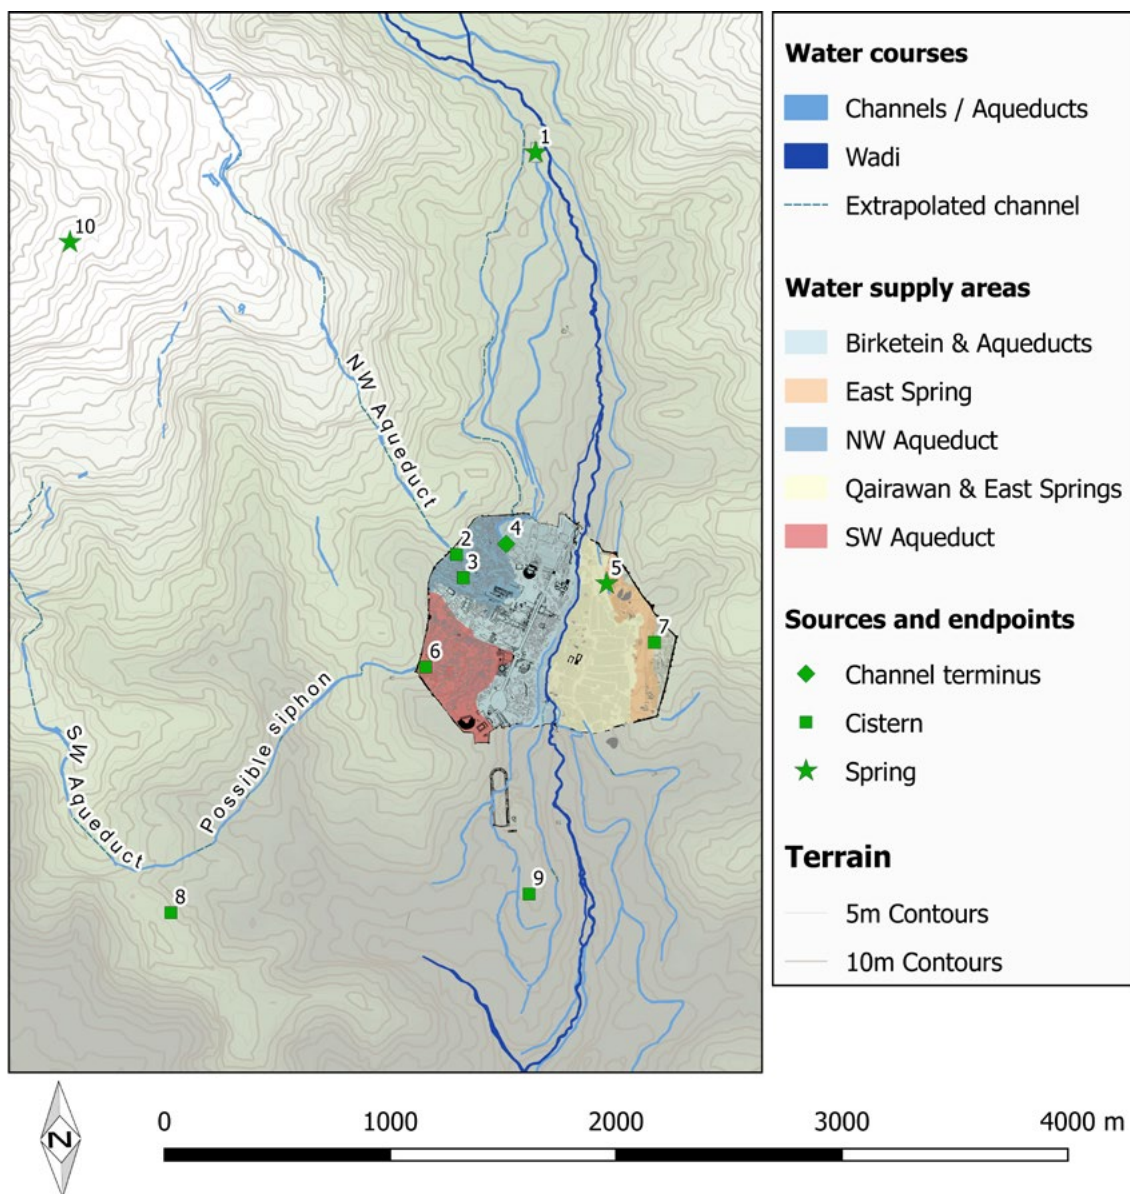 1
10
NW Aqueduct
2
3
4
5
6
7
Possible siphon
SW Aqueduct
8
9
Water courses
Channels / Aqueducts
Wadi
Extrapolated channel
Water supply areas
Birketein & Aqueducts
East Spring
NW Aqueduct
Qairawan & East Springs
SW Aqueduct
Sources and endpoints
Channel terminus
Cistern
Spring
Terrain
5m Contours
10m Contours
N
0 1000 2000 3000 4000 m